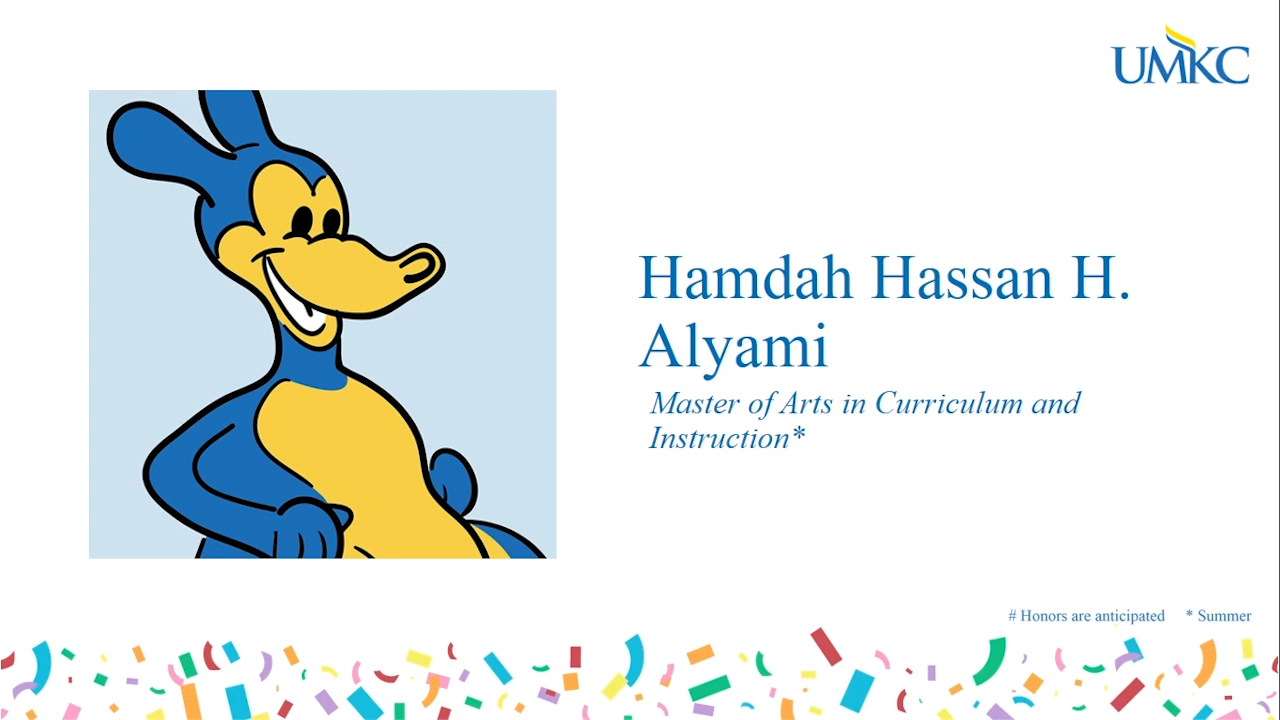 UMKC
Hamdah Hassan H.
Alyami
Master of Arts in Curriculum and
Instruction*
# Honors are anticipated * Summer